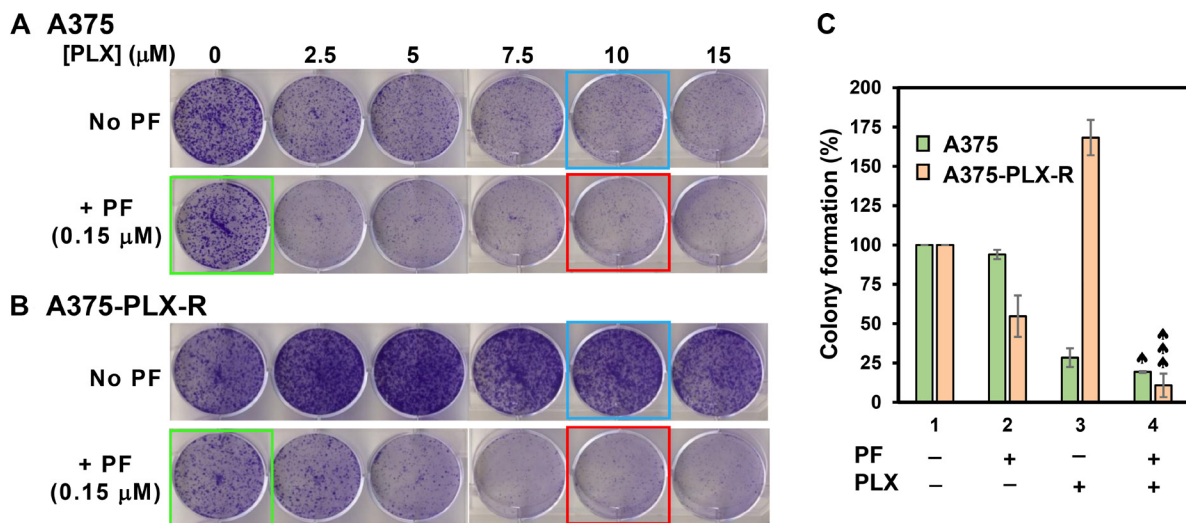 A A375
[PLX] (μM) 0 2.5 5 7.5 10 15
No PF
+ PF
(0.15 μM)
B A375-PLX-R
No PF
+ PF
(0.15 μM)
C
Colony formation (%)
200
175
150
125
100
75
50
25
0
A375
A375-PLX-R
1 2 3 4
PF − + − +
PLX − − + +